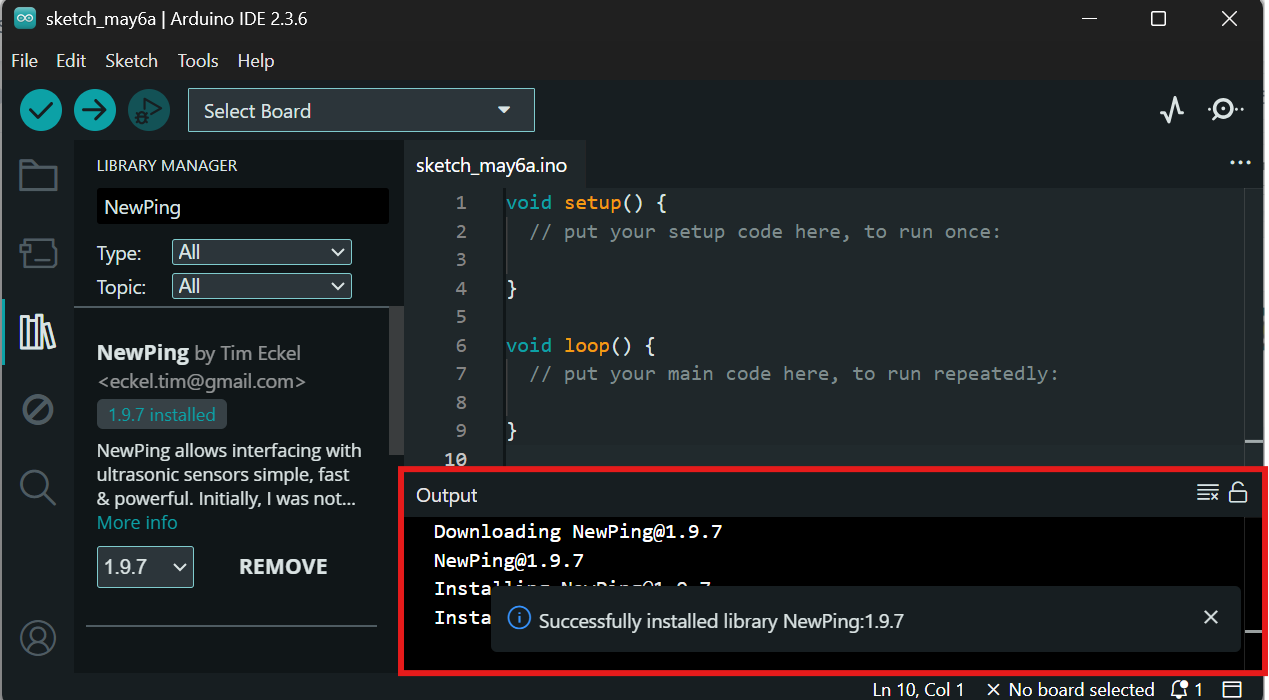 sketch_may6a | Arduino IDE 2.3.6
File Edit Sketch Tools Help
Select Board
LIBRARY MANAGER
NewPing
Type: All
Topic: All
NewPing by Tim Eckel
<eckel.tim@gmail.com>
1.9.7 installed
NewPing allows interfacing with
ultrasonic sensors simple, fast
& powerful. Initially, I was not...
More info
1.9.7 REMOVE
sketch_may6a.ino
1 void setup() {
2 // put your setup code here, to run once:
3
4 }
5
6 void loop() {
7 // put your main code here, to run repeatedly:
8
9 }
10
Output
Downloading NewPing@1.9.7
NewPing@1.9.7
Installing NewPing@1.9.7
Insta
Successfully installed library NewPing:1.9.7
Ln 10, Col 1 No board selected 1